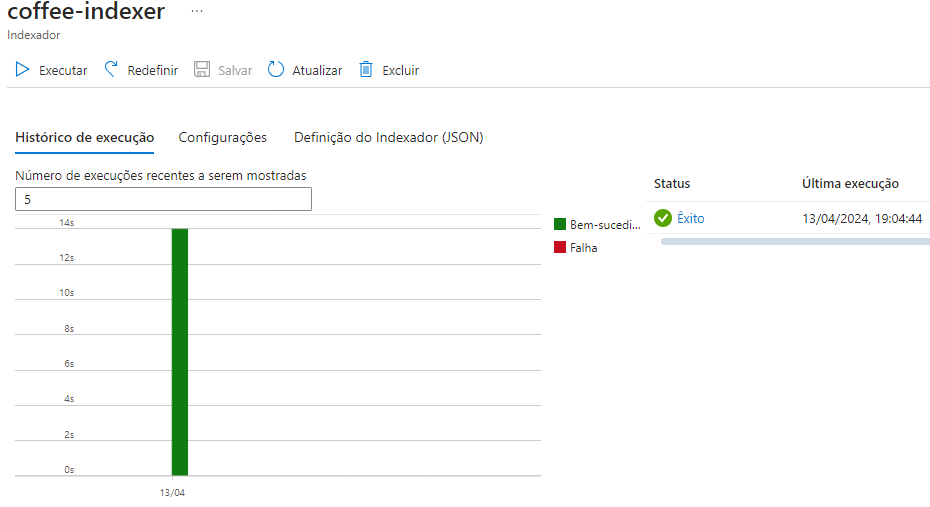 coffee-indexer ...
Indexador
Executar Redefinir Salvar Atualizar Excluir
Histórico de execução Configurações Definição do Indexador (JSON)
Número de execuções recentes a serem mostradas
5
Status Última execução
Êxito 13/04/2024, 19:04:44
Bem-sucedi...
Falha
14s
12s
10s
8s
6s
4s
2s
0s
13/04